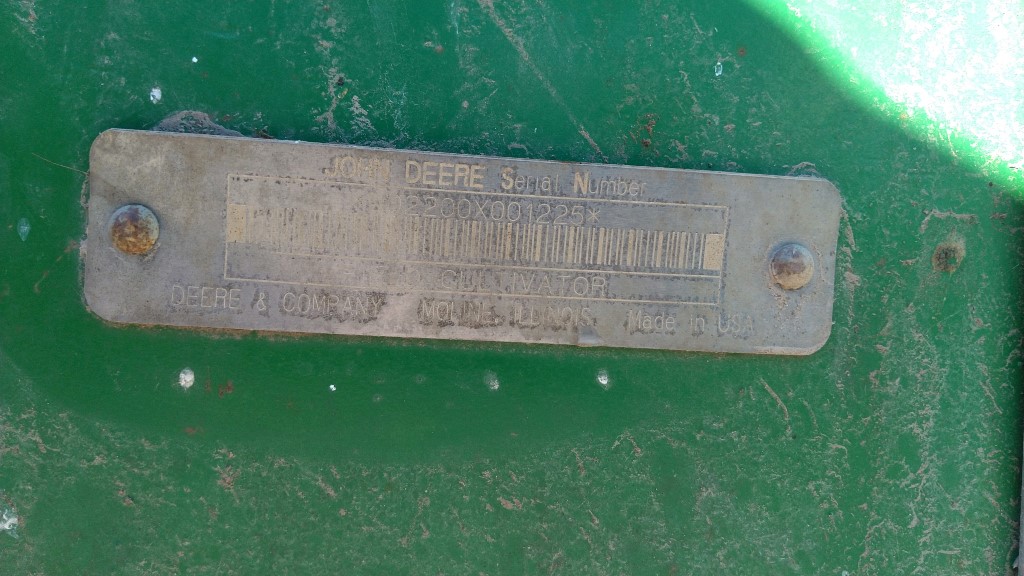 JOHN DEERE Serial Number
2200X001225*
CULTIVATOR
DEERE & COMPANY MOLINE ILLINOIS Made in USA